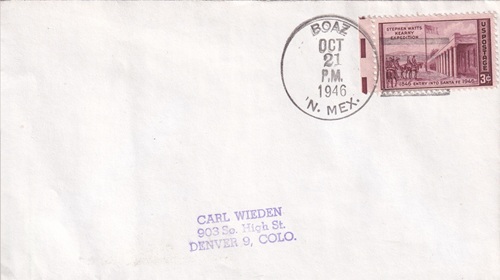 BOAZ
OCT
21
P.M.
1946
N. MEX.
STEPHEN WATTS
KEARNY
EXPEDITION
U.S. POSTAGE
1846 ENTRY INTO SANTA FE 1946
3¢
CARL WIEDEN
903 So. High St.
DENVER 9, COLO.